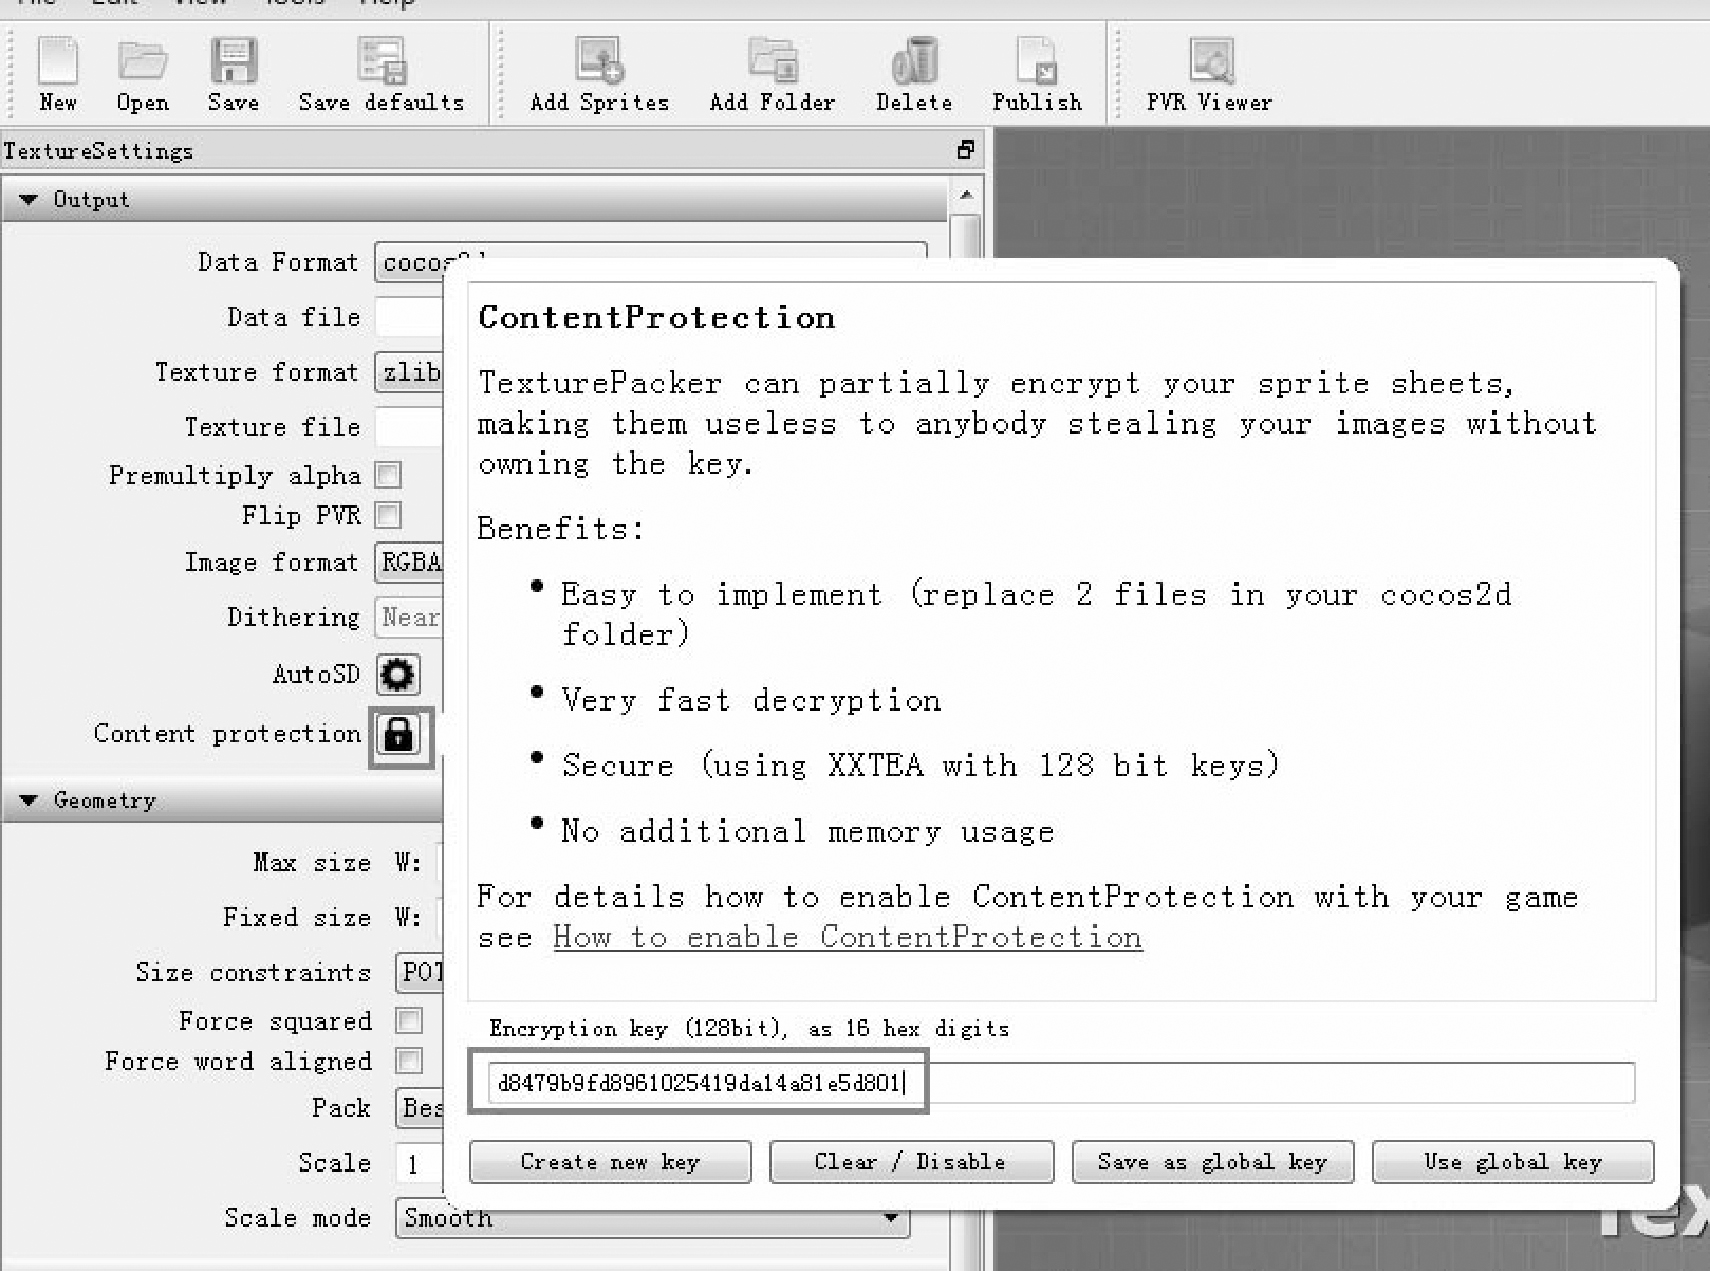 File Edit View Tools Help
New Open Save Save defaults Add Sprites Add Folder Delete Publish PVR Viewer
TextureSettings
Output
Data Format
Data file
Texture format zlib
Texture file
Premultiply alpha
Flip PVR
Image format RGBA
Dithering Near
AutoSD
Content protection
Geometry
Max size W:
Fixed size W:
Size constraints POT
Force squared
Force word aligned
Pack Bes
Scale 1
Scale mode Smooth
ContentProtection
TexturePacker can partially encrypt your sprite sheets,
making them useless to anybody stealing your images without
owning the key.
Benefits:
• Easy to implement (replace 2 files in your cocos2d
folder)
• Very fast decryption
• Secure (using XXTEA with 128 bit keys)
• No additional memory usage
For details how to enable ContentProtection with your game
see How to enable ContentProtection
Encryption key (128bit), as 16 hex digits
d8479b9fd8961025419da14a81e5d801
Create new key Clear / Disable Save as global key Use global key
Tex